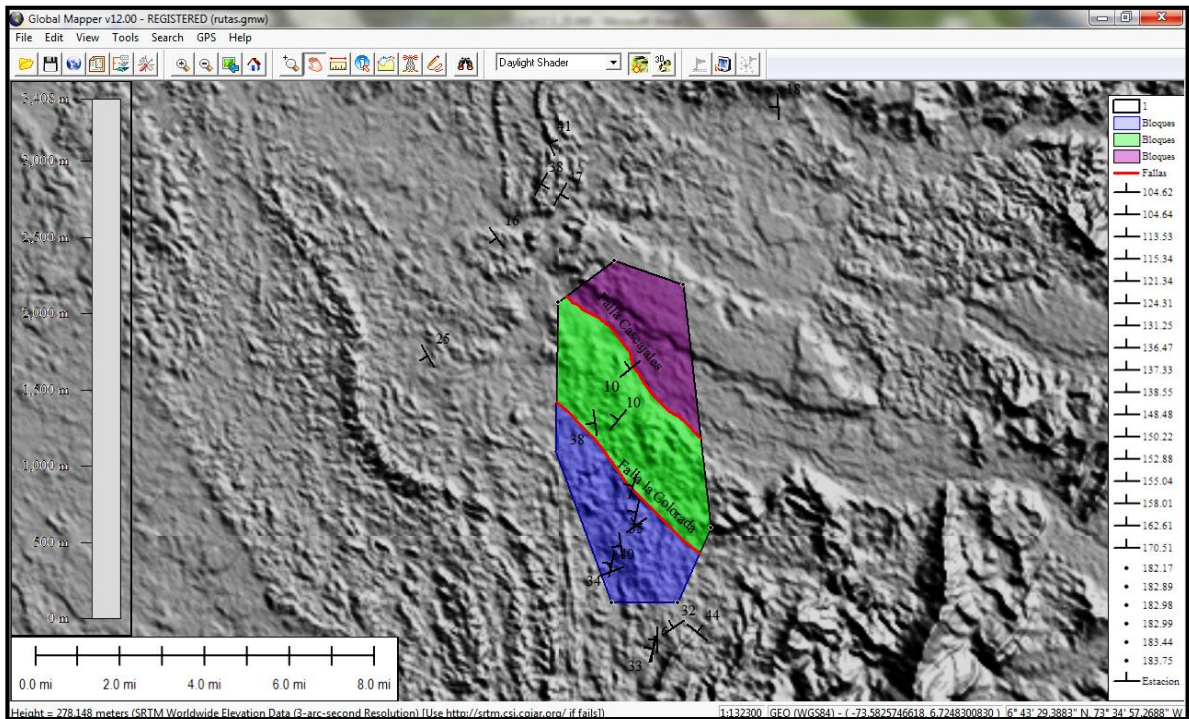 Global Mapper v12.00 - REGISTERED (rutas.gmw)
File Edit View Tools Search GPS Help
Daylight Shader
3D
3,408 m
3,000 m
2,500 m
2,000 m
1,500 m
1,000 m
500 m
0 m
18
41
38
17
16
25
Falla Cascajales
10
10
38
Falla la Colorada
35
40
34
32
44
33
1
Bloques
Bloques
Bloques
Fallas
104.62
104.64
113.53
115.34
121.34
124.31
131.25
136.47
137.33
138.55
148.48
150.22
152.88
155.04
158.01
162.61
170.51
182.17
182.89
182.98
182.99
183.44
183.75
Estacion
0.0 mi 2.0 mi 4.0 mi 6.0 mi 8.0 mi
Height = 278.148 meters (SRTM Worldwide Elevation Data (3-arc-second Resolution) [Use http://srtm.csi.cgiar.org/ if fails])
1:132300 GEO (WGS84) - ( -73.5825746618, 6.7248300830 ) 6° 43' 29.3883" N, 73° 34' 57.2688" W